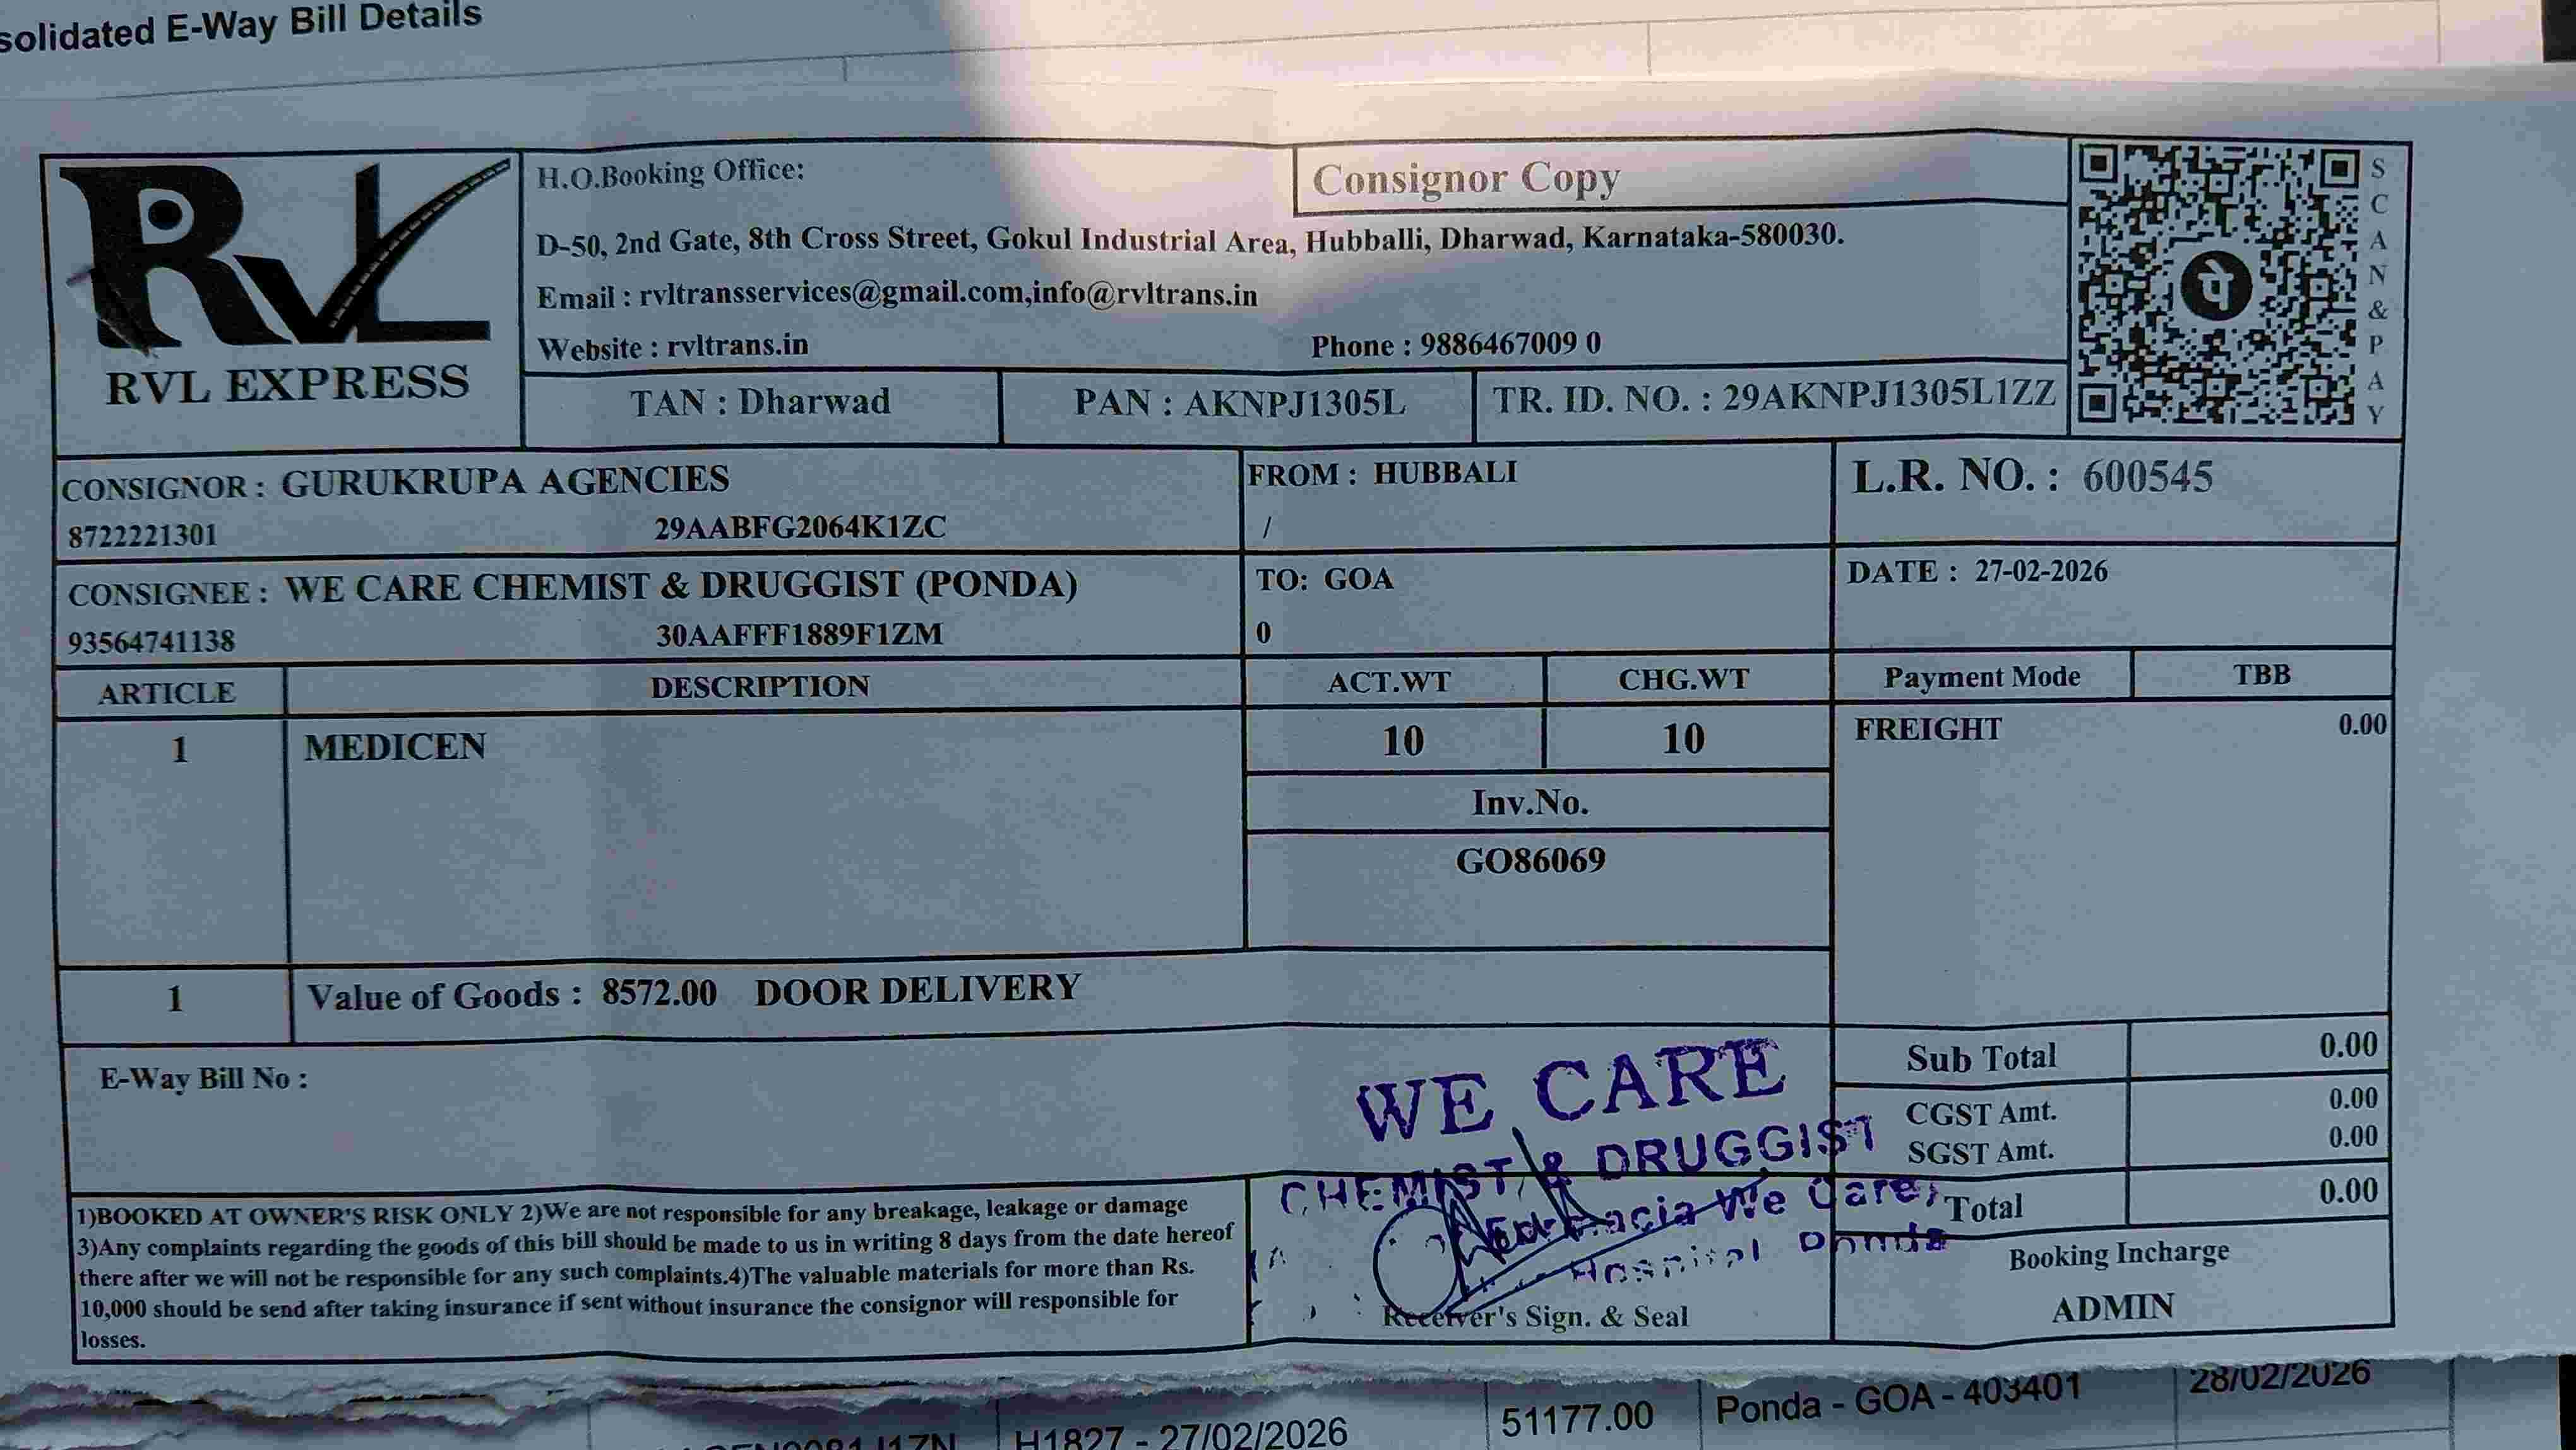 solidated E-Way Bill Details
RVL
RVL EXPRESS
H.O.Booking Office:
Consignor Copy
D-50, 2nd Gate, 8th Cross Street, Gokul Industrial Area, Hubballi, Dharwad, Karnataka-580030.
Email : rvltransservices@gmail.com,info@rvltrans.in
Website : rvltrans.in Phone : 9886467009 0
TAN : Dharwad PAN : AKNPJ1305L TR. ID. NO. : 29AKNPJ1305L1ZZ
पे
SCAN&PAY
CONSIGNOR : GURUKRUPA AGENCIES FROM : HUBBALI L.R. NO. : 600545
8722221301 29AABFG2064K1ZC /
CONSIGNEE : WE CARE CHEMIST & DRUGGIST (PONDA) TO: GOA DATE : 27-02-2026
93564741138 30AAFFF1889F1ZM 0
ARTICLE DESCRIPTION ACT.WT CHG.WT Payment Mode TBB
1 MEDICEN 10 10 FREIGHT 0.00
Inv.No.
GO86069
1 Value of Goods : 8572.00 DOOR DELIVERY
E-Way Bill No :
Sub Total 0.00
CGST Amt. 0.00
SGST Amt. 0.00
Total 0.00
WE CARE
CHEMIST & DRUGGIST
We Care,
Hospital Ponda
1)BOOKED AT OWNER'S RISK ONLY 2)We are not responsible for any breakage, leakage or damage
3)Any complaints regarding the goods of this bill should be made to us in writing 8 days from the date hereof
there after we will not be responsible for any such complaints.4)The valuable materials for more than Rs.
10,000 should be send after taking insurance if sent without insurance the consignor will responsible for
losses.
Receiver's Sign. & Seal
Booking Incharge
ADMIN
H1827 - 27/02/2026 51177.00 Ponda - GOA - 403401 28/02/2026